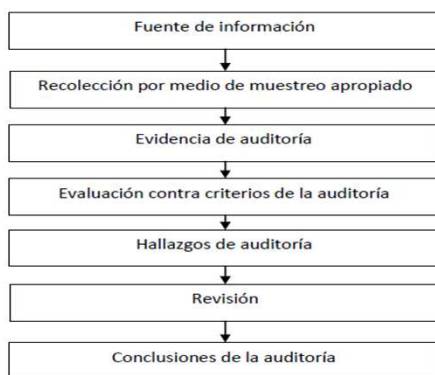 Fuente de información
Recolección por medio de muestreo apropiado
Evidencia de auditoría
Evaluación contra criterios de la auditoría
Hallazgos de auditoría
Revisión
Conclusiones de la auditoría